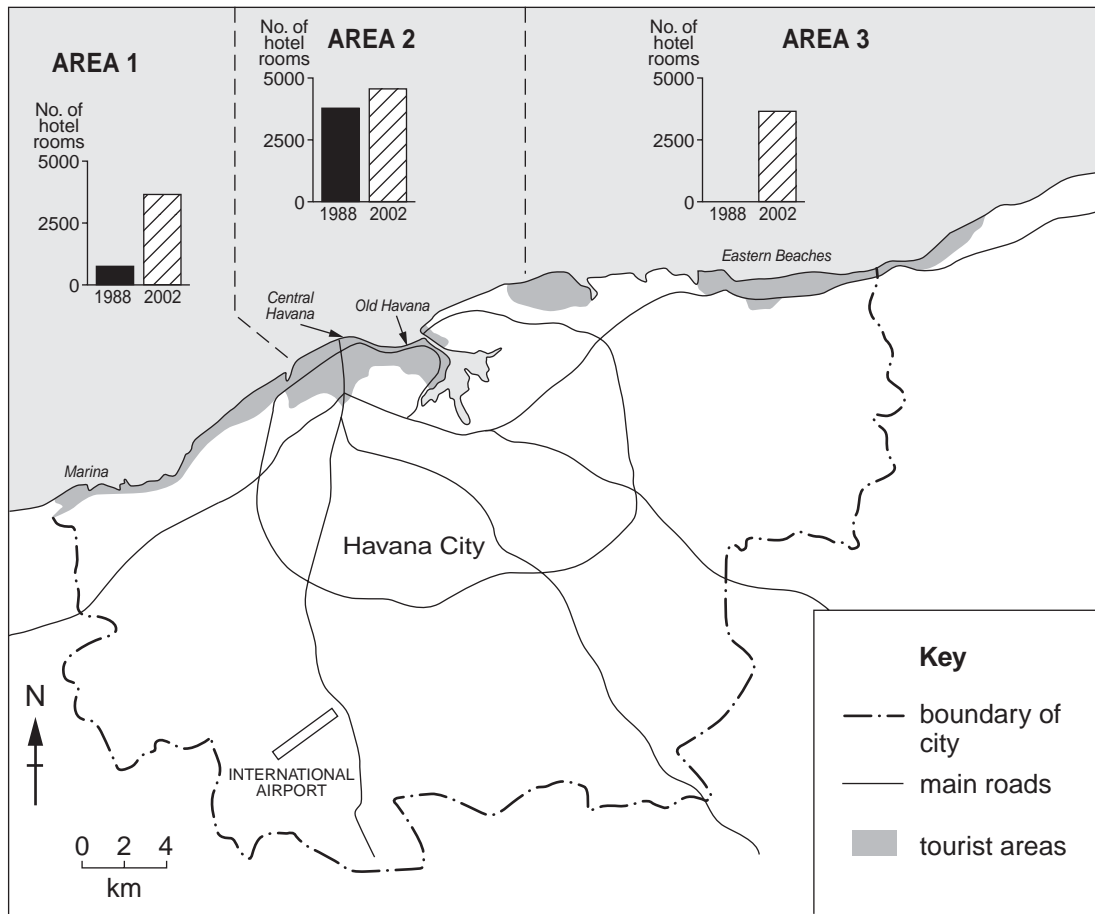 AREA 1
No. of
hotel
rooms
5000
2500
0
1988 2002
AREA 2
No. of
hotel
rooms
5000
2500
0
1988 2002
AREA 3
No. of
hotel
rooms
5000
2500
0
1988 2002
Eastern Beaches
Central
Havana
Old Havana
Marina
Havana City
INTERNATIONAL
AIRPORT
N
0 2 4
km
Key
boundary of
city
main roads
tourist areas